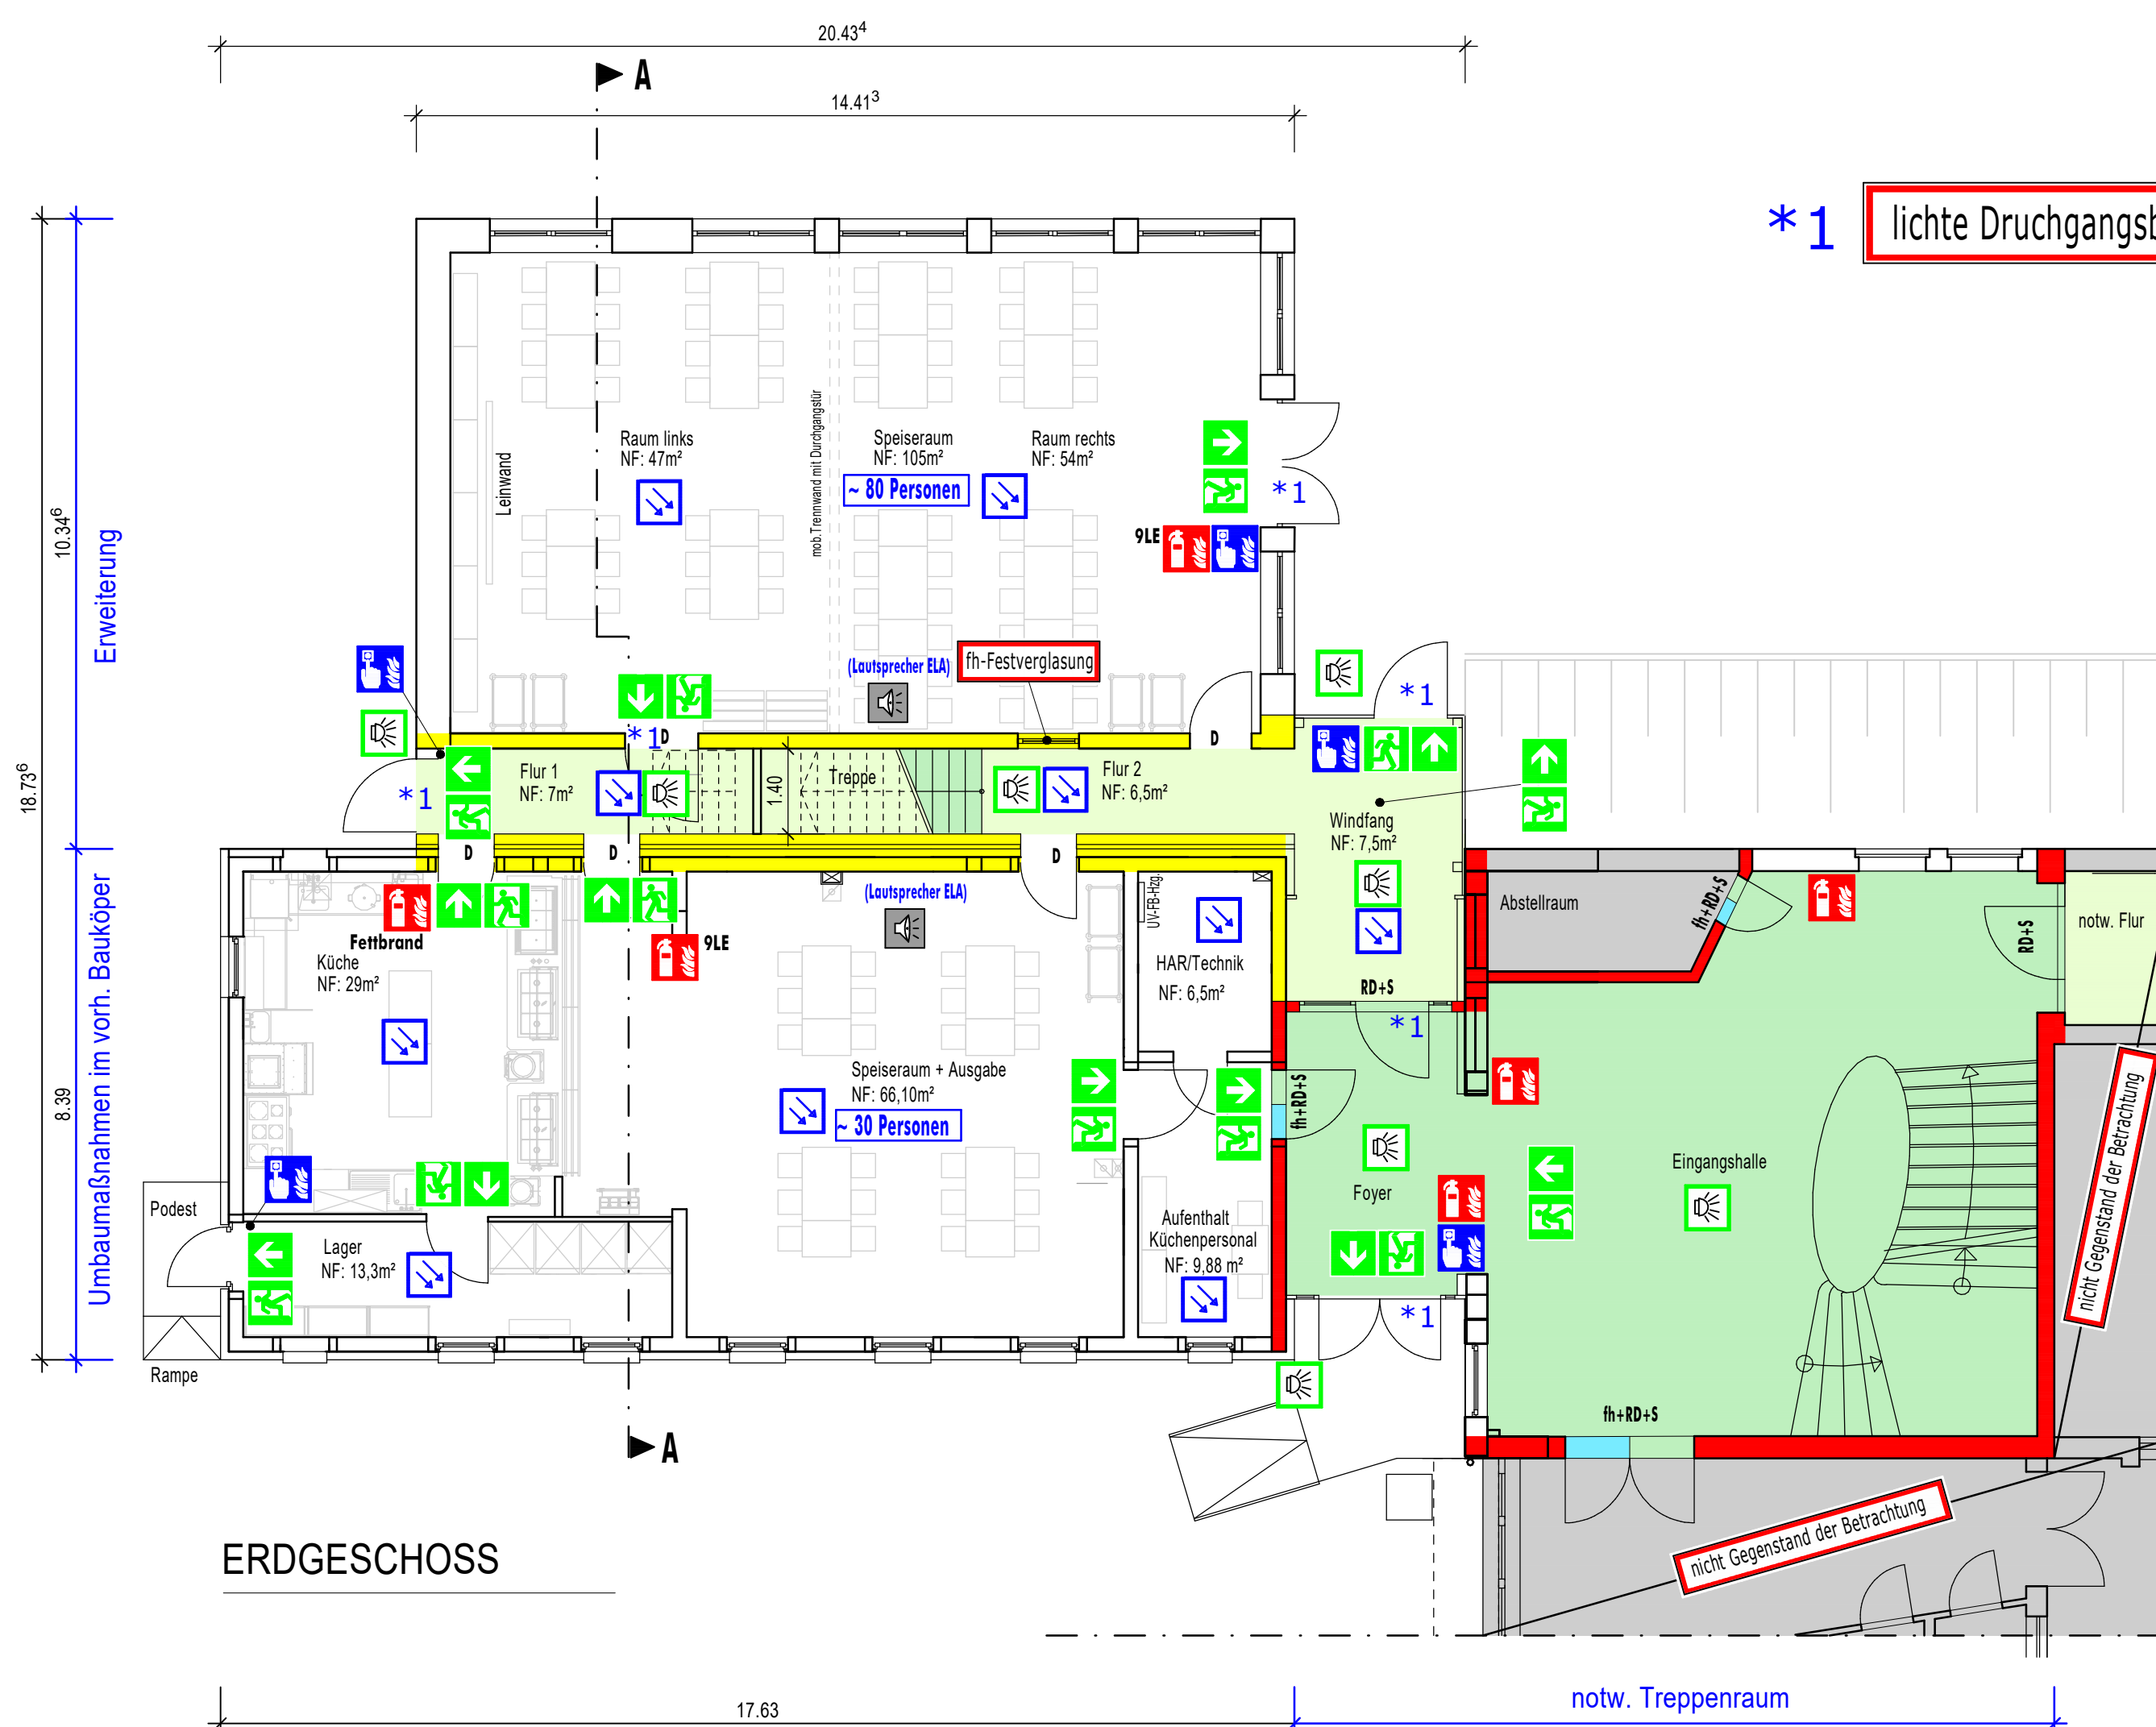 20.43⁴
A
14.41³
*1
lichte Druchgangsb
10.34⁶
18.73⁶
8.39
Erweiterung
Umbaumaßnahmen im vorh. Bauköper
Leinwand
Raum links
NF: 47m²
mob.Trennwand mit Durchgangstür
Speiseraum
NF: 105m²
~ 80 Personen
Raum rechts
NF: 54m²
*1
9LE
(Lautsprecher ELA)
fh-Festverglasung
*1
*1
D
D
*1
Flur 1
NF: 7m²
1.40
Treppe
Flur 2
NF: 6,5m²
Windfang
NF: 7,5m²
D
D
D
Fettbrand
Küche
NF: 29m²
9LE
(Lautsprecher ELA)
UV-FB-Hzg.
HAR/Technik
NF: 6,5m²
RD+S
*1
Abstellraum
fh+RD+S
RD+S
notw. Flur
Speiseraum + Ausgabe
NF: 66,10m²
~ 30 Personen
fh+RD+S
Foyer
Eingangshalle
nicht Gegenstand der Betrachtung
Podest
Lager
NF: 13,3m²
Aufenthalt
Küchenpersonal
NF: 9,88 m²
*1
Rampe
fh+RD+S
A
nicht Gegenstand der Betrachtung
ERDGESCHOSS
17.63
notw. Treppenraum